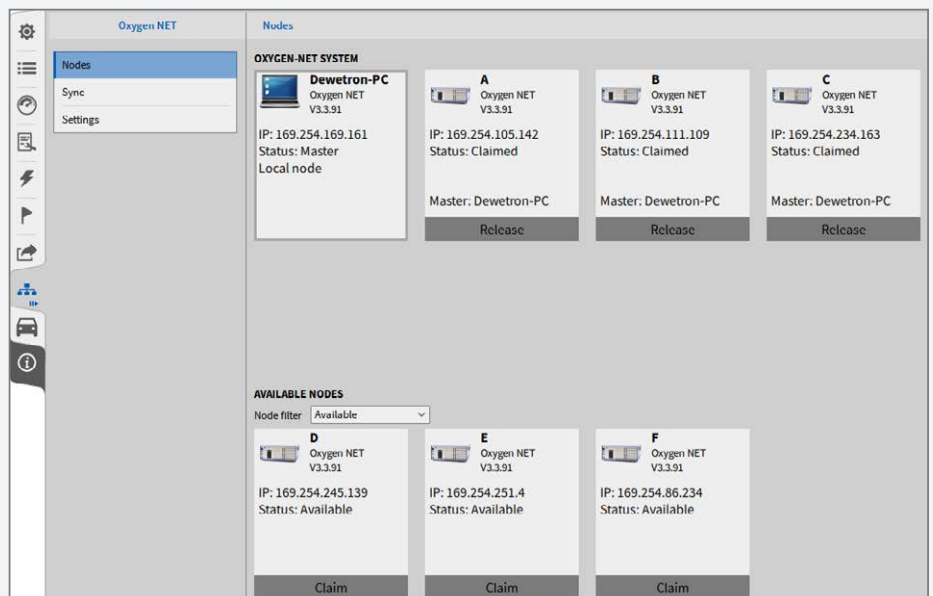 Oxygen NET
Nodes
Sync
Settings
Nodes
OXYGEN-NET SYSTEM
Dewetron-PC
Oxygen NET
V3.3.91
IP: 169.254.169.161
Status: Master
Local node
A
Oxygen NET
V3.3.91
IP: 169.254.105.142
Status: Claimed
Master: Dewetron-PC
Release
B
Oxygen NET
V3.3.91
IP: 169.254.111.109
Status: Claimed
Master: Dewetron-PC
Release
C
Oxygen NET
V3.3.91
IP: 169.254.234.163
Status: Claimed
Master: Dewetron-PC
Release
AVAILABLE NODES
Node filter Available
D
Oxygen NET
V3.3.91
IP: 169.254.245.139
Status: Available
Claim
E
Oxygen NET
V3.3.91
IP: 169.254.251.4
Status: Available
Claim
F
Oxygen NET
V3.3.91
IP: 169.254.86.234
Status: Available
Claim